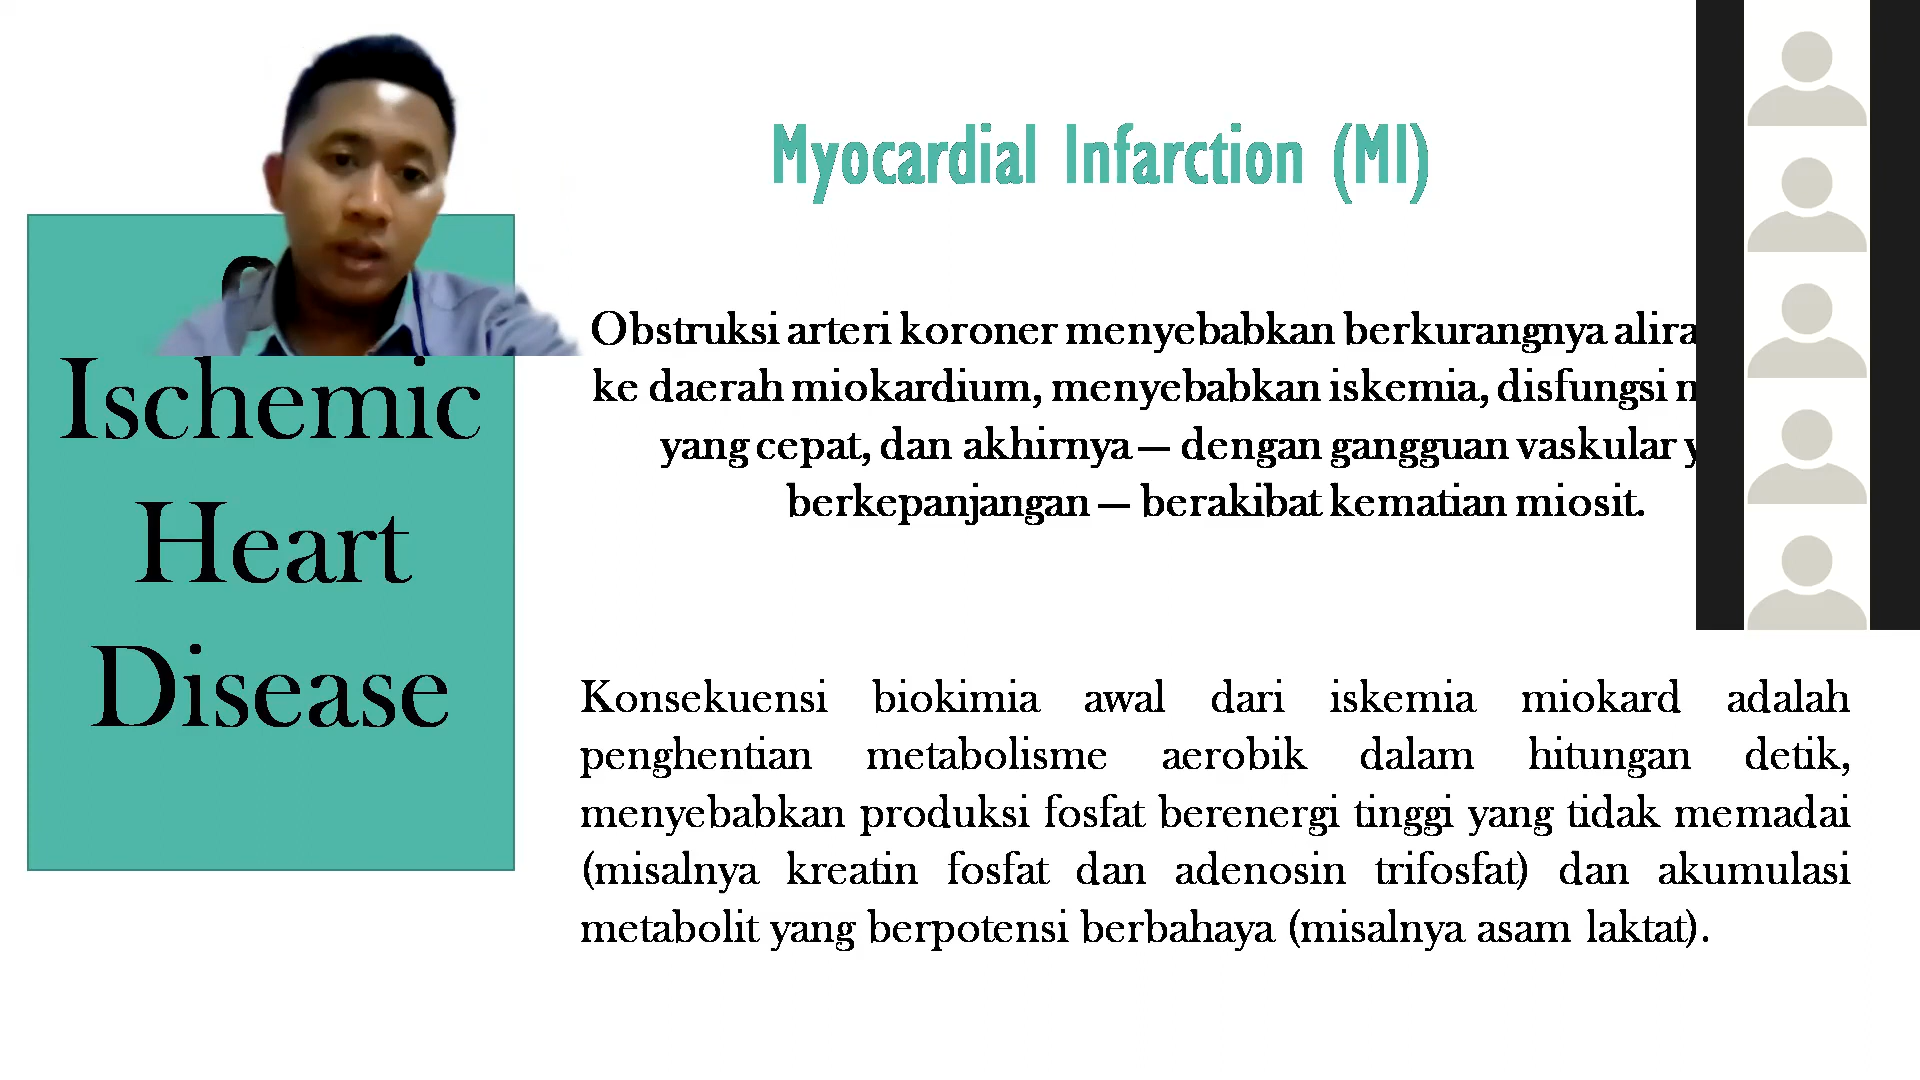 Myocardial Infarction (MI)
Ischemic
Heart
Disease
Obstruksi arteri koroner menyebabkan berkurangnya
ke daerah miokardium, menyebabkan iskemia, disfungsi
yang cepat, dan akhirnya — dengan gangguan vaskular
berkepanjangan — berakibat kematian miosit.
Konsekuensi biokimia awal dari iskemia miokard adalah
penghentian metabolisme aerobik dalam hitungan detik,
menyebabkan produksi fosfat berenergi tinggi yang tidak memadai
(misalnya kreatin fosfat dan adenosin trifosfat) dan akumulasi
metabolit yang berpotensi berbahaya (misalnya asam laktat).